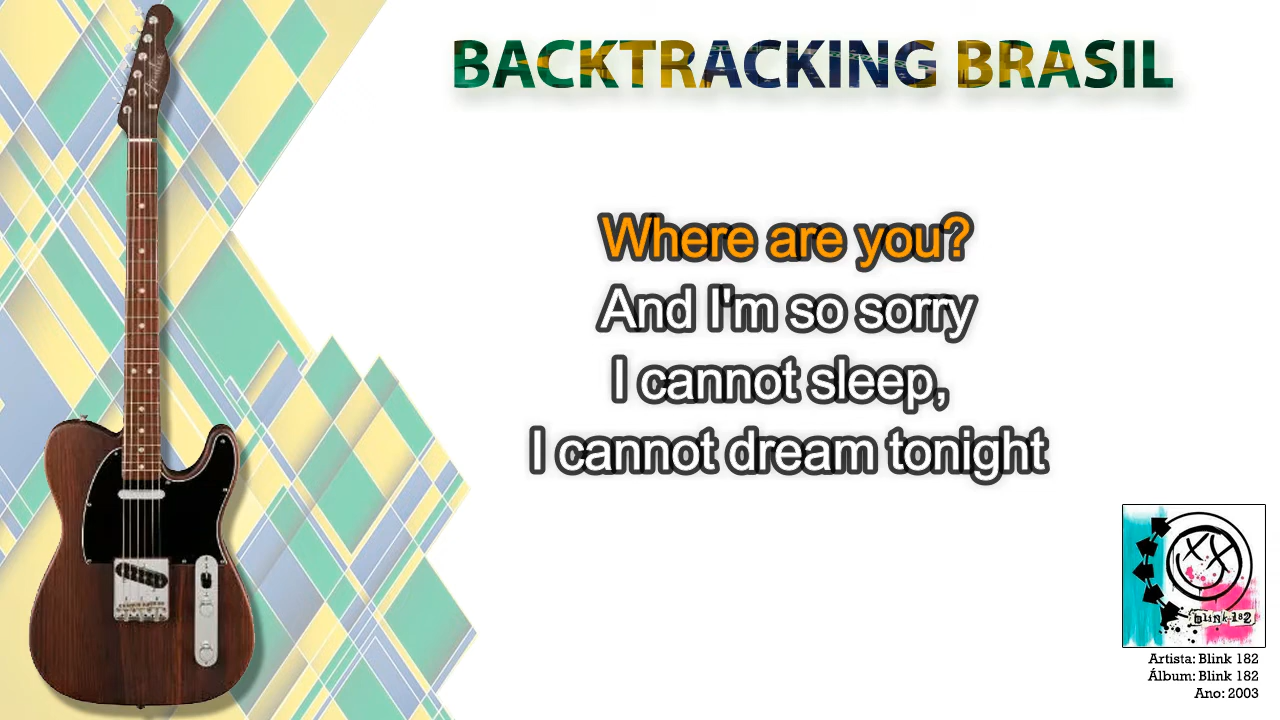 BACKTRACKING BRASIL
Where are you?
And I'm so sorry
I cannot sleep,
I cannot dream tonight
Fender
blink-182
Artista: Blink 182
Álbum: Blink 182
Ano: 2003